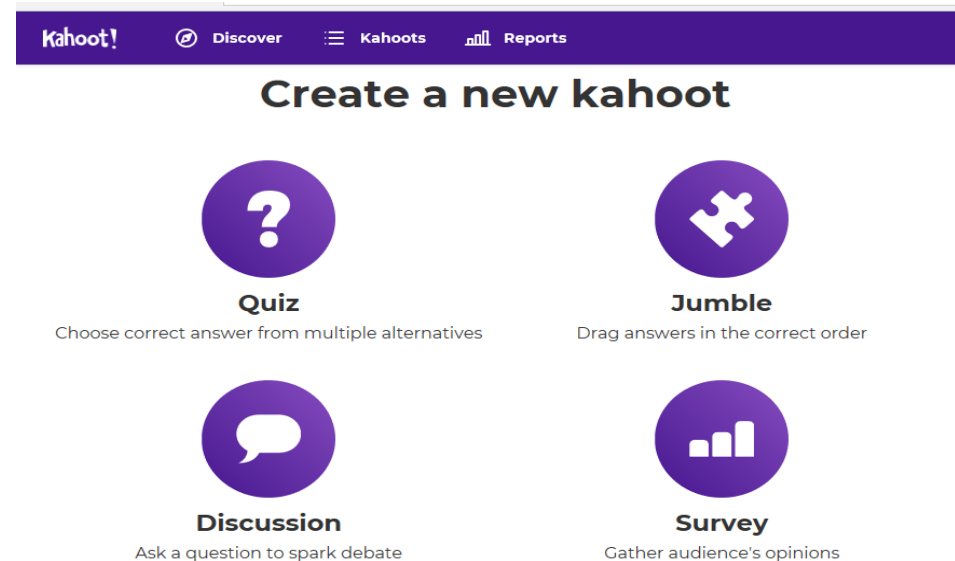 Kahoot! Discover Kahoots Reports
Create a new kahoot
Quiz
Choose correct answer from multiple alternatives
Jumble
Drag answers in the correct order
Discussion
Ask a question to spark debate
Survey
Gather audience's opinions